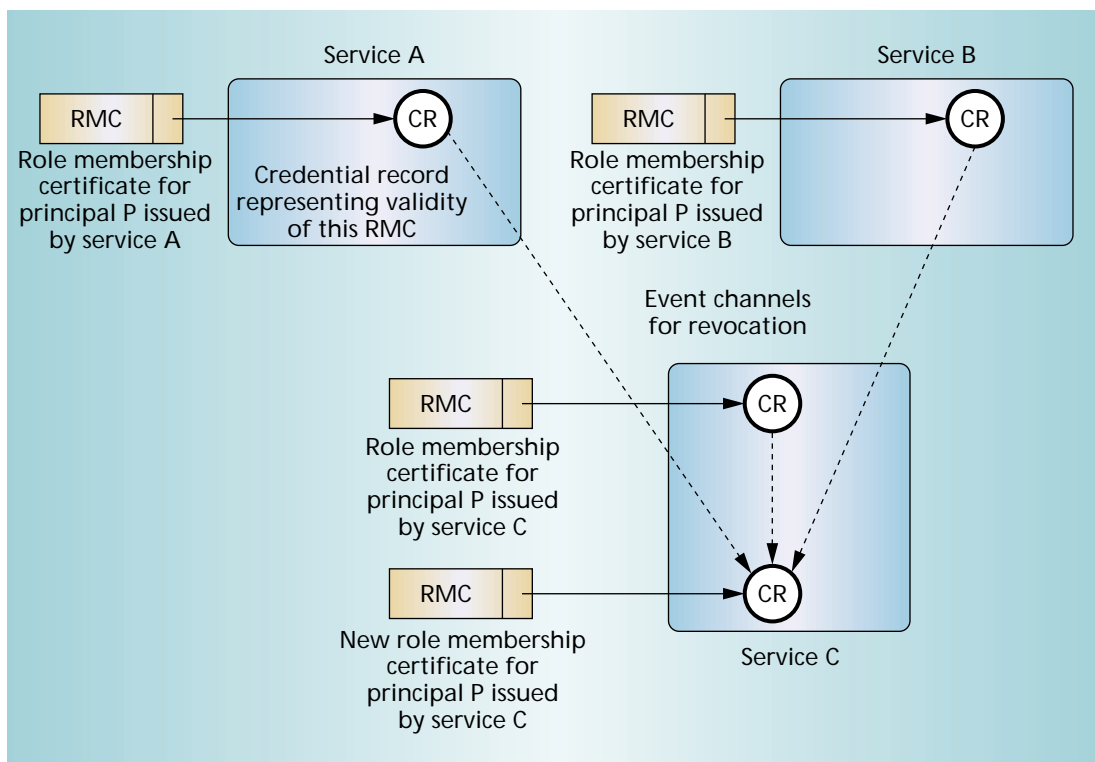 Service A
Service B
RMC
CR
Role membership
certificate for
principal P issued
by service A
Credential record
representing validity
of this RMC
RMC
CR
Role membership
certificate for
principal P issued
by service B
Event channels
for revocation
RMC
CR
Role membership
certificate for
principal P issued
by service C
RMC
CR
New role membership
certificate for
principal P issued
by service C
Service C